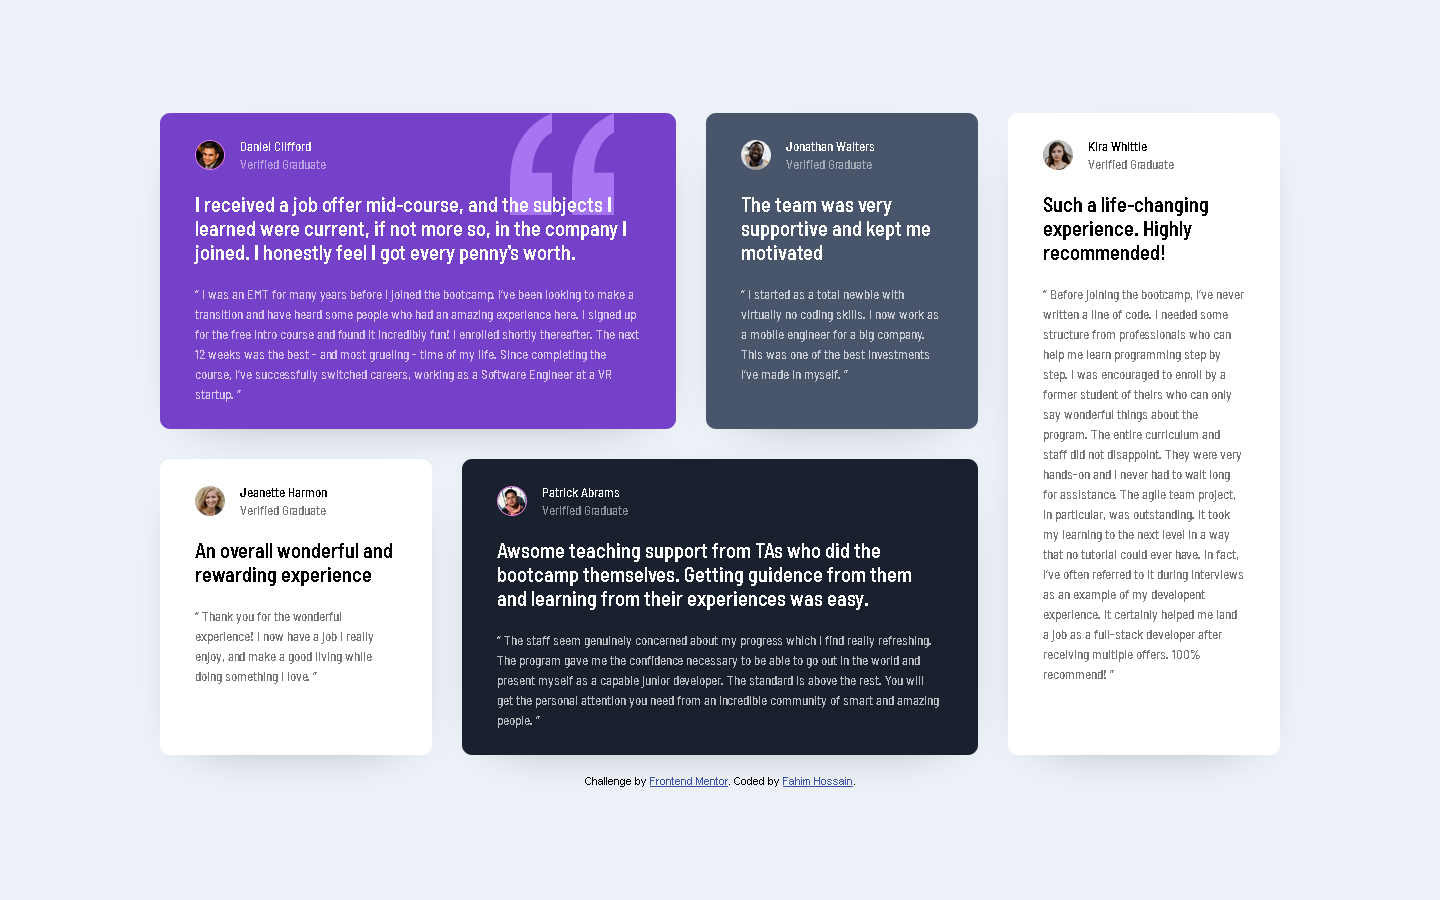 Daniel Clifford
Verified Graduate
I received a job offer mid-course, and the subjects I
learned were current, if not more so, in the company I
joined. I honestly feel I got every penny's worth.
“ I was an EMT for many years before I joined the bootcamp. I've been looking to make a
transition and have heard some people who had an amazing experience here. I signed up
for the free intro course and found it incredibly fun! I enrolled shortly thereafter. The next
12 weeks was the best - and most grueling - time of my life. Since completing the
course, I've successfully switched careers, working as a Software Engineer at a VR
startup. ”
Jonathan Walters
Verified Graduate
The team was very
supportive and kept me
motivated
“ I started as a total newbie with
virtually no coding skills. I now work as
a mobile engineer for a big company.
This was one of the best investments
I've made in myself. ”
Kira Whittle
Verified Graduate
Such a life-changing
experience. Highly
recommended!
“ Before joining the bootcamp, I've never
written a line of code. I needed some
structure from professionals who can
help me learn programming step by
step. I was encouraged to enroll by a
former student of theirs who can only
say wonderful things about the
program. The entire curriculum and
staff did not disappoint. They were very
hands-on and I never had to wait long
for assistance. The agile team project,
in particular, was outstanding. It took
my learning to the next level in a way
that no tutorial could ever have. In fact,
I've often referred to it during interviews
as an example of my developent
experience. It certainly helped me land
a job as a full-stack developer after
receiving multiple offers. 100%
recommend! ”
Jeanette Harmon
Verified Graduate
An overall wonderful and
rewarding experience
“ Thank you for the wonderful
experience! I now have a job I really
enjoy, and make a good living while
doing something I love. ”
Patrick Abrams
Verified Graduate
Awsome teaching support from TAs who did the
bootcamp themselves. Getting guidence from them
and learning from their experiences was easy.
“ The staff seem genuinely concerned about my progress which I find really refreshing.
The program gave me the confidence necessary to be able to go out in the world and
present myself as a capable junior developer. The standard is above the rest. You will
get the personal attention you need from an incredible community of smart and amazing
people. ”
Challenge by Frontend Mentor. Coded by Fahim Hossain.